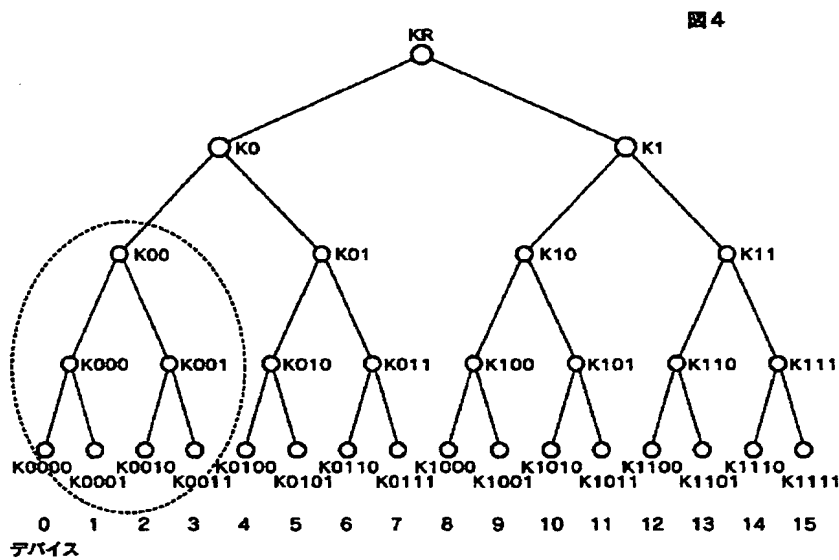 図4
KR
K0
K1
K00
K01
K10
K11
K000
K001
K010
K011
K100
K101
K110
K111
K0000
K0001
K0010
K0011
K0100
K0101
K0110
K0111
K1000
K1001
K1010
K1011
K1100
K1101
K1110
K1111
0 1 2 3 4 5 6 7 8 9 10 11 12 13 14 15
デバイス